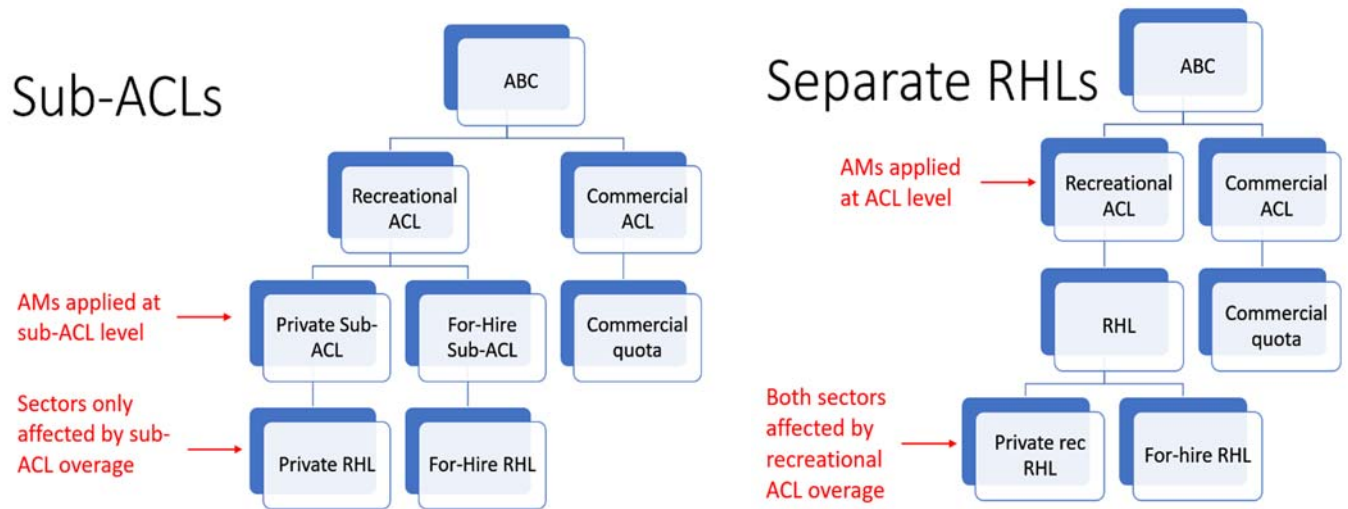 Sub-ACLs
ABC
Recreational
ACL
Commercial
ACL
AMs applied at
sub-ACL level
Private Sub-
ACL
For-Hire
Sub-ACL
Commercial
quota
Sectors only
affected by sub-
ACL overage
Private RHL
For-Hire RHL
Separate RHLs
ABC
AMs applied
at ACL level
Recreational
ACL
Commercial
ACL
RHL
Commercial
quota
Both sectors
affected by
recreational
ACL overage
Private rec
RHL
For-hire RHL